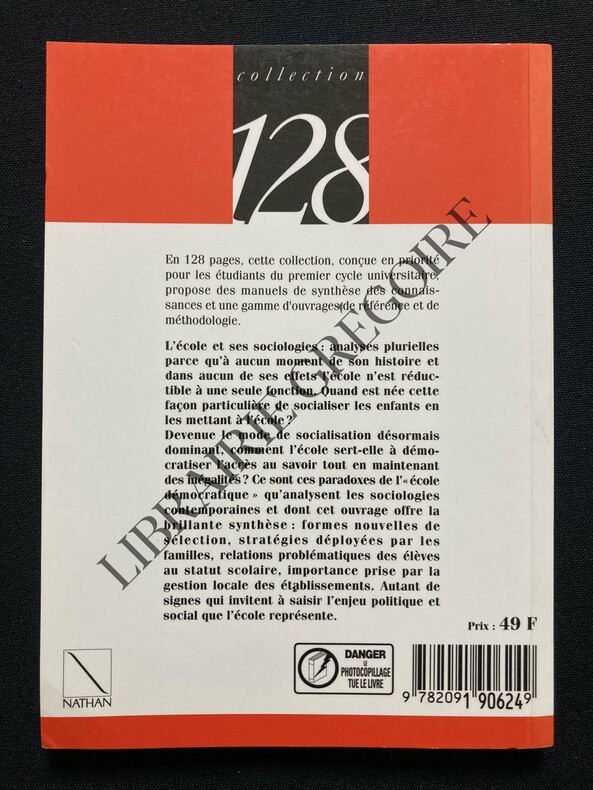 collection
128
En 128 pages, cette collection, conçue en priorité
pour les étudiants du premier cycle universitaire,
propose des manuels de synthèse des connais-
sances et une gamme d'ouvrages de référence et de
méthodologie.
L'école et ses sociologies : analyses plurielles
parce qu'à aucun moment de son histoire et
dans aucun de ses effets l'école n'est réduc-
tible à une seule fonction. Quand est née cette
façon particulière de socialiser les enfants en
les mettant à l'école ?
Devenue le mode de socialisation désormais
dominant, comment l'école sert-elle à démo-
cratiser l'accès au savoir tout en maintenant
des inégalités ? Ce sont ces paradoxes de l'« école
démocratique » qu'analysent les sociologies
contemporaines et dont cet ouvrage offre la
brillante synthèse : formes nouvelles de
sélection, stratégies déployées par les
familles, relations problématiques des élèves
au statut scolaire, importance prise par la
gestion locale des établissements. Autant de
signes qui invitent à saisir l'enjeu politique et
social que l'école représente.
LIBRAIRIE GREGOIRE
Prix : 49 F
NATHAN
DANGER
LE
PHOTOCOPILLAGE
TUE LE LIVRE
9 782091 906249